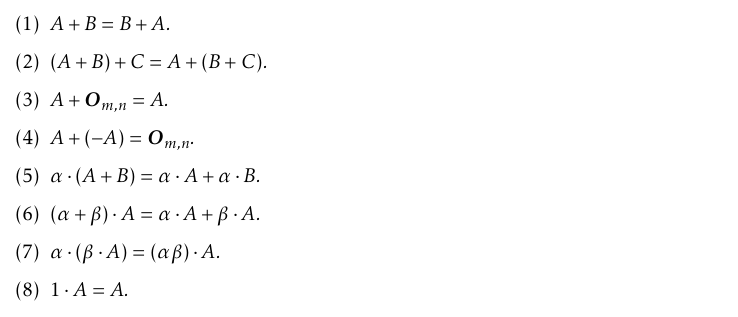 (1) A + B = B + A.
(2) (A + B) + C = A + (B + C).
(3) A + O_{m,n} = A.
(4) A + (−A) = O_{m,n}.
(5) α · (A + B) = α · A + α · B.
(6) (α + β) · A = α · A + β · A.
(7) α · (β · A) = (αβ) · A.
(8) 1 · A = A.